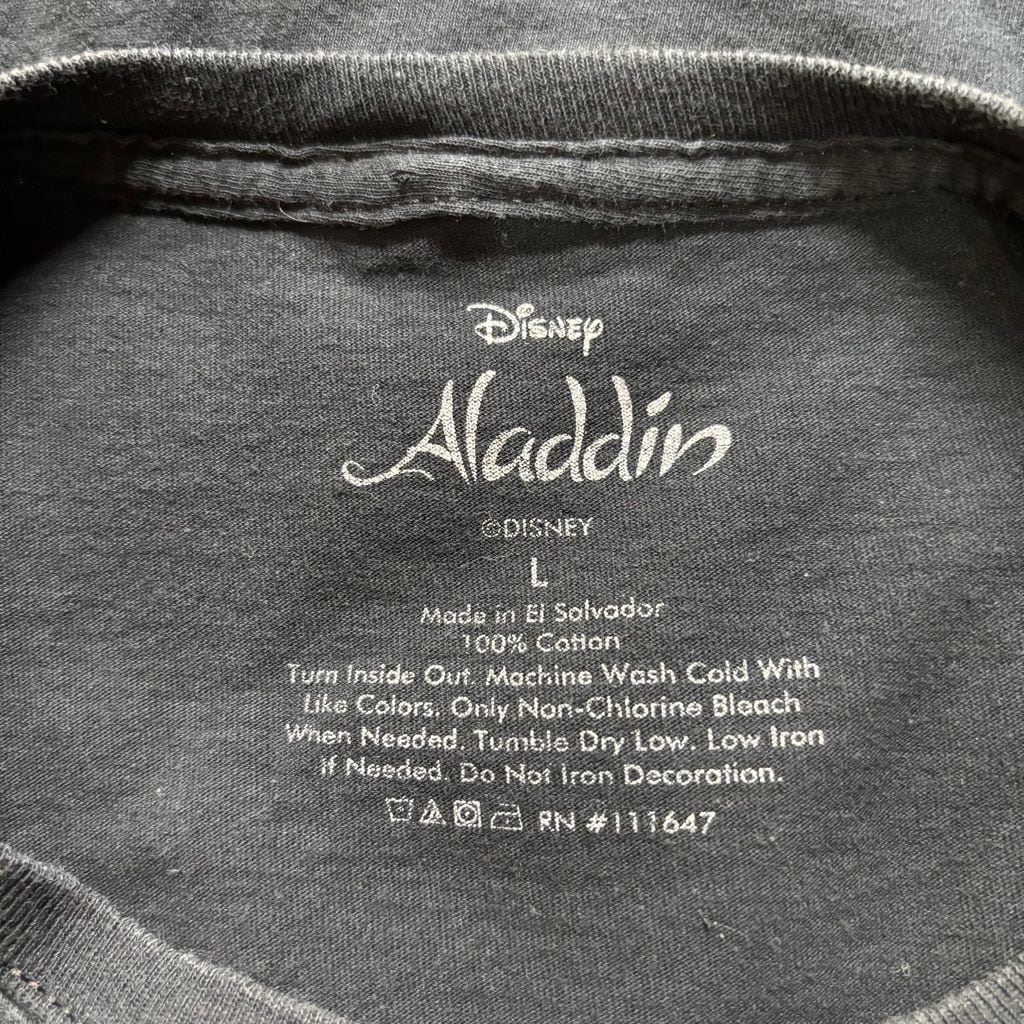 Disney
Aladdin
©DISNEY
L
Made in El Salvador
100% Cotton
Turn Inside Out. Machine Wash Cold With
Like Colors. Only Non-Chlorine Bleach
When Needed. Tumble Dry Low. Low Iron
if Needed. Do Not Iron Decoration.
RN #111647